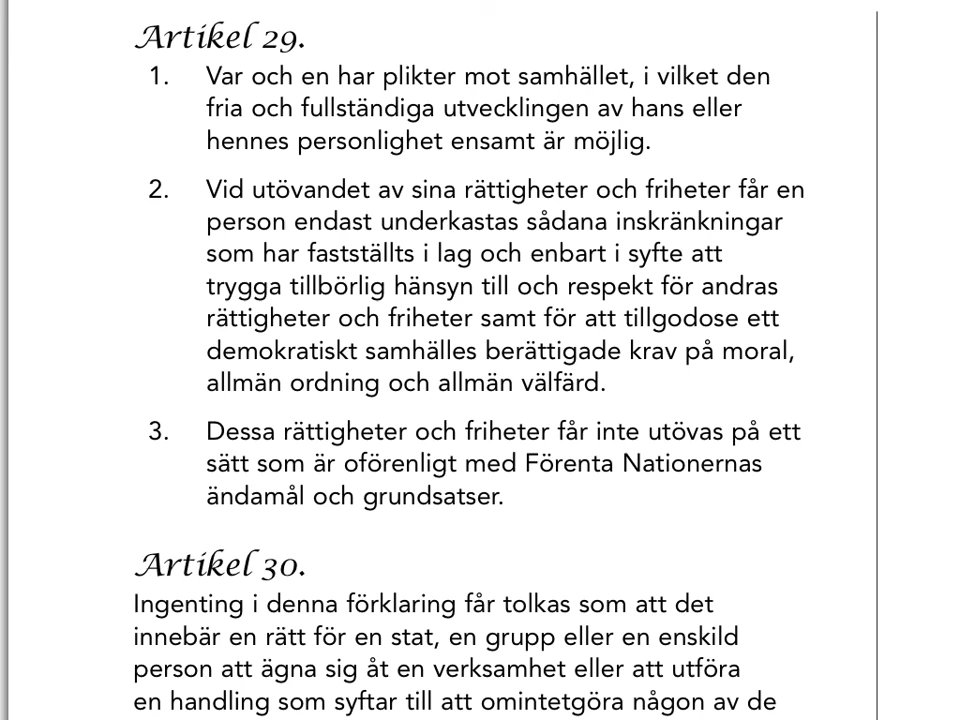 Artikel 29.
1. Var och en har plikter mot samhället, i vilket den
fria och fullständiga utvecklingen av hans eller
hennes personlighet ensamt är möjlig.
2. Vid utövandet av sina rättigheter och friheter får en
person endast underkastas sådana inskränkningar
som har fastställts i lag och enbart i syfte att
trygga tillbörlig hänsyn till och respekt för andras
rättigheter och friheter samt för att tillgodose ett
demokratiskt samhälles berättigade krav på moral,
allmän ordning och allmän välfärd.
3. Dessa rättigheter och friheter får inte utövas på ett
sätt som är oförenligt med Förenta Nationernas
ändamål och grundsatser.
Artikel 30.
Ingenting i denna förklaring får tolkas som att det
innebär en rätt för en stat, en grupp eller en enskild
person att ägna sig åt en verksamhet eller att utföra
en handling som syftar till att omintetgöra någon av de